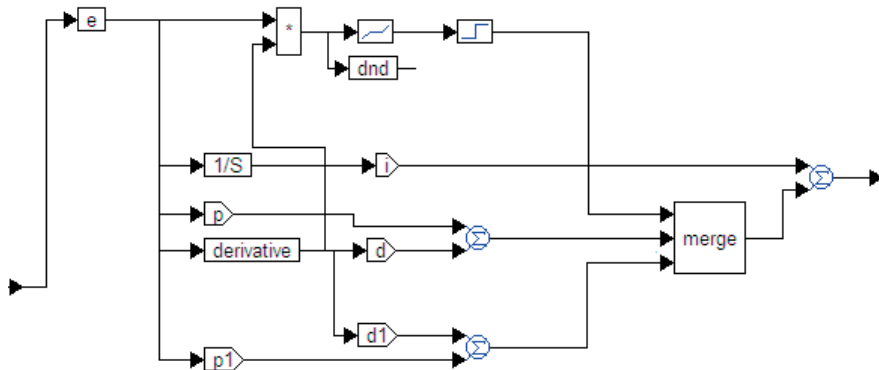 e
*
dnd
1/S
i
Σ
p
Σ
merge
derivative
d
d1
Σ
p1